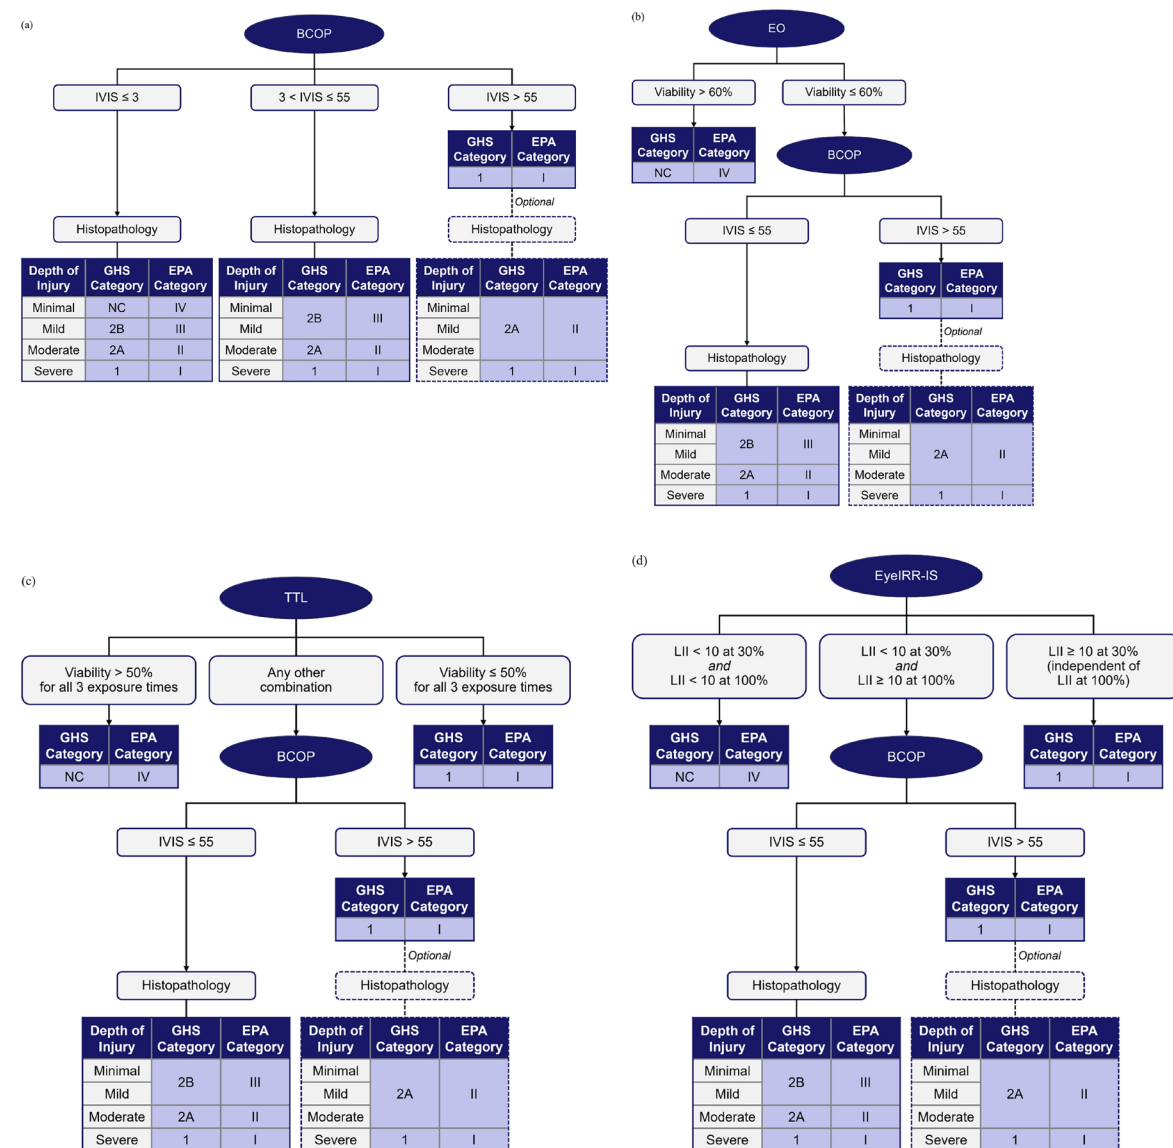 (a)
BCOP
IVIS ≤ 3
3 < IVIS ≤ 55
IVIS > 55
GHS Category
EPA Category
1
I
Optional
Histopathology
Histopathology
Histopathology
Depth of Injury
GHS Category
EPA Category
Minimal
NC
IV
Mild
2B
III
Moderate
2A
II
Severe
1
I
Depth of Injury
GHS Category
EPA Category
Minimal
Mild
2B
III
Moderate
2A
II
Severe
1
I
Depth of Injury
GHS Category
EPA Category
Minimal
Mild
2A
II
Moderate
Severe
1
I
(b)
EO
Viability > 60%
Viability ≤ 60%
GHS Category
EPA Category
NC
IV
BCOP
IVIS ≤ 55
IVIS > 55
GHS Category
EPA Category
1
I
Optional
Histopathology
Histopathology
Depth of Injury
GHS Category
EPA Category
Minimal
Mild
2B
III
Moderate
2A
II
Severe
1
I
Depth of Injury
GHS Category
EPA Category
Minimal
Mild
2A
II
Moderate
Severe
1
I
(c)
TTL
Viability > 50%
for all 3 exposure times
Any other
combination
Viability ≤ 50%
for all 3 exposure times
GHS Category
EPA Category
NC
IV
BCOP
GHS Category
EPA Category
1
I
IVIS ≤ 55
IVIS > 55
GHS Category
EPA Category
1
I
Optional
Histopathology
Histopathology
Depth of Injury
GHS Category
EPA Category
Minimal
Mild
2B
III
Moderate
2A
II
Severe
1
I
Depth of Injury
GHS Category
EPA Category
Minimal
Mild
2A
II
Moderate
Severe
1
I
(d)
EyeIRR-IS
LII < 10 at 30%
and
LII < 10 at 100%
LII < 10 at 30%
and
LII ≥ 10 at 100%
LII ≥ 10 at 30%
(independent of
LII at 100%)
GHS Category
EPA Category
NC
IV
BCOP
GHS Category
EPA Category
1
I
IVIS ≤ 55
IVIS > 55
GHS Category
EPA Category
1
I
Optional
Histopathology
Histopathology
Depth of Injury
GHS Category
EPA Category
Minimal
Mild
2B
III
Moderate
2A
II
Severe
1
I
Depth of Injury
GHS Category
EPA Category
Minimal
Mild
2A
II
Moderate
Severe
1
I